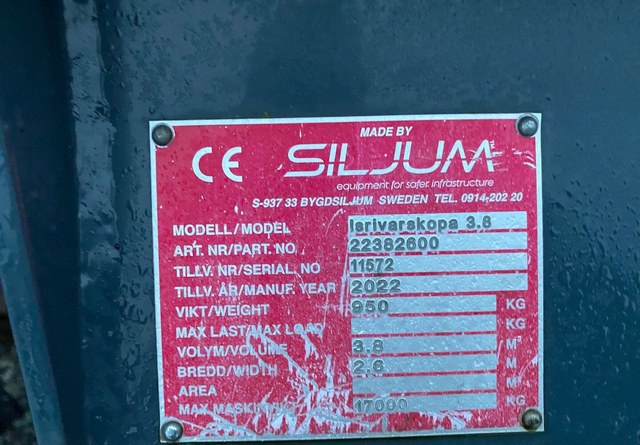 MADE BY
CE SILJUM
equipment for safer infrastructure
S-937 33 BYGDSILJUM SWEDEN TEL. 0914-202 20
MODELL/MODEL Isrivarskopa 3.8
ART. NR/PART. NO 22382600
TILLV. NR/SERIAL. NO 11572
TILLV. ÅR/MANUF. YEAR 2022
VIKT/WEIGHT 950 KG
MAX LAST/MAX LOAD KG
VOLYM/VOLUME 3.8 M³
BREDD/WIDTH 2.6 M
AREA M²
MAX 17000 KG